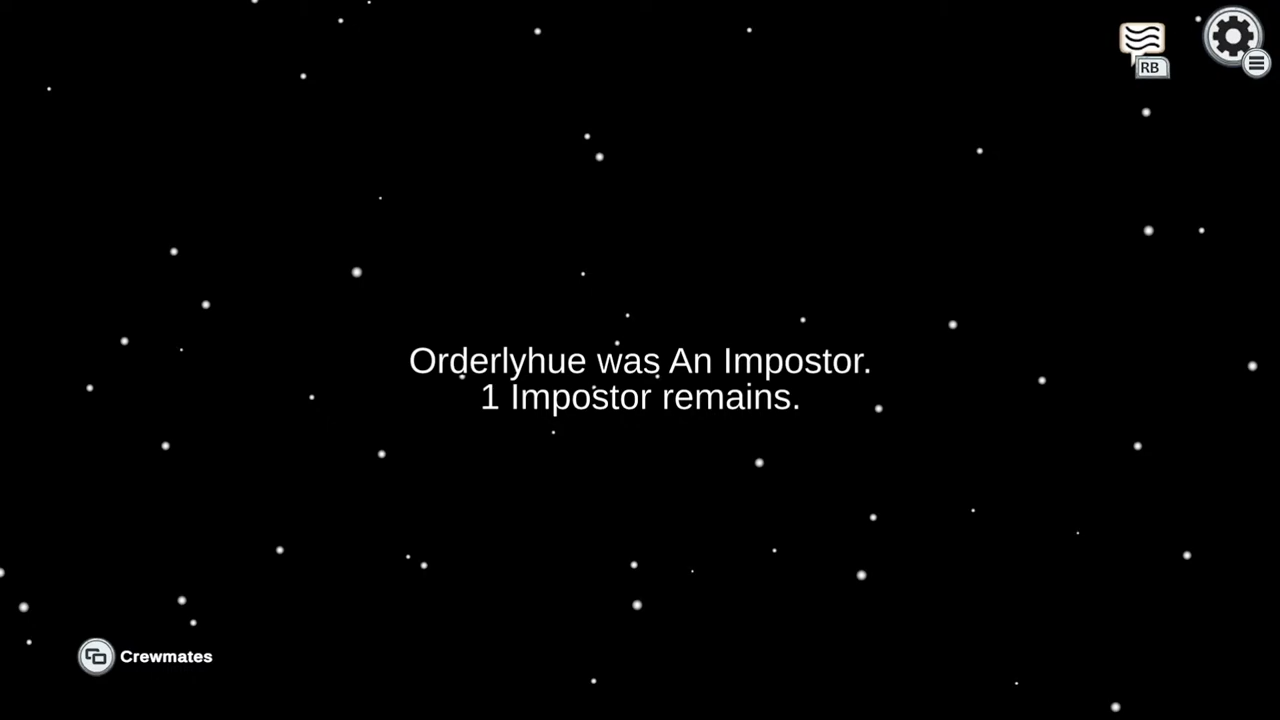 RB
Orderlyhue was An Impostor.
1 Impostor remains.
Crewmates